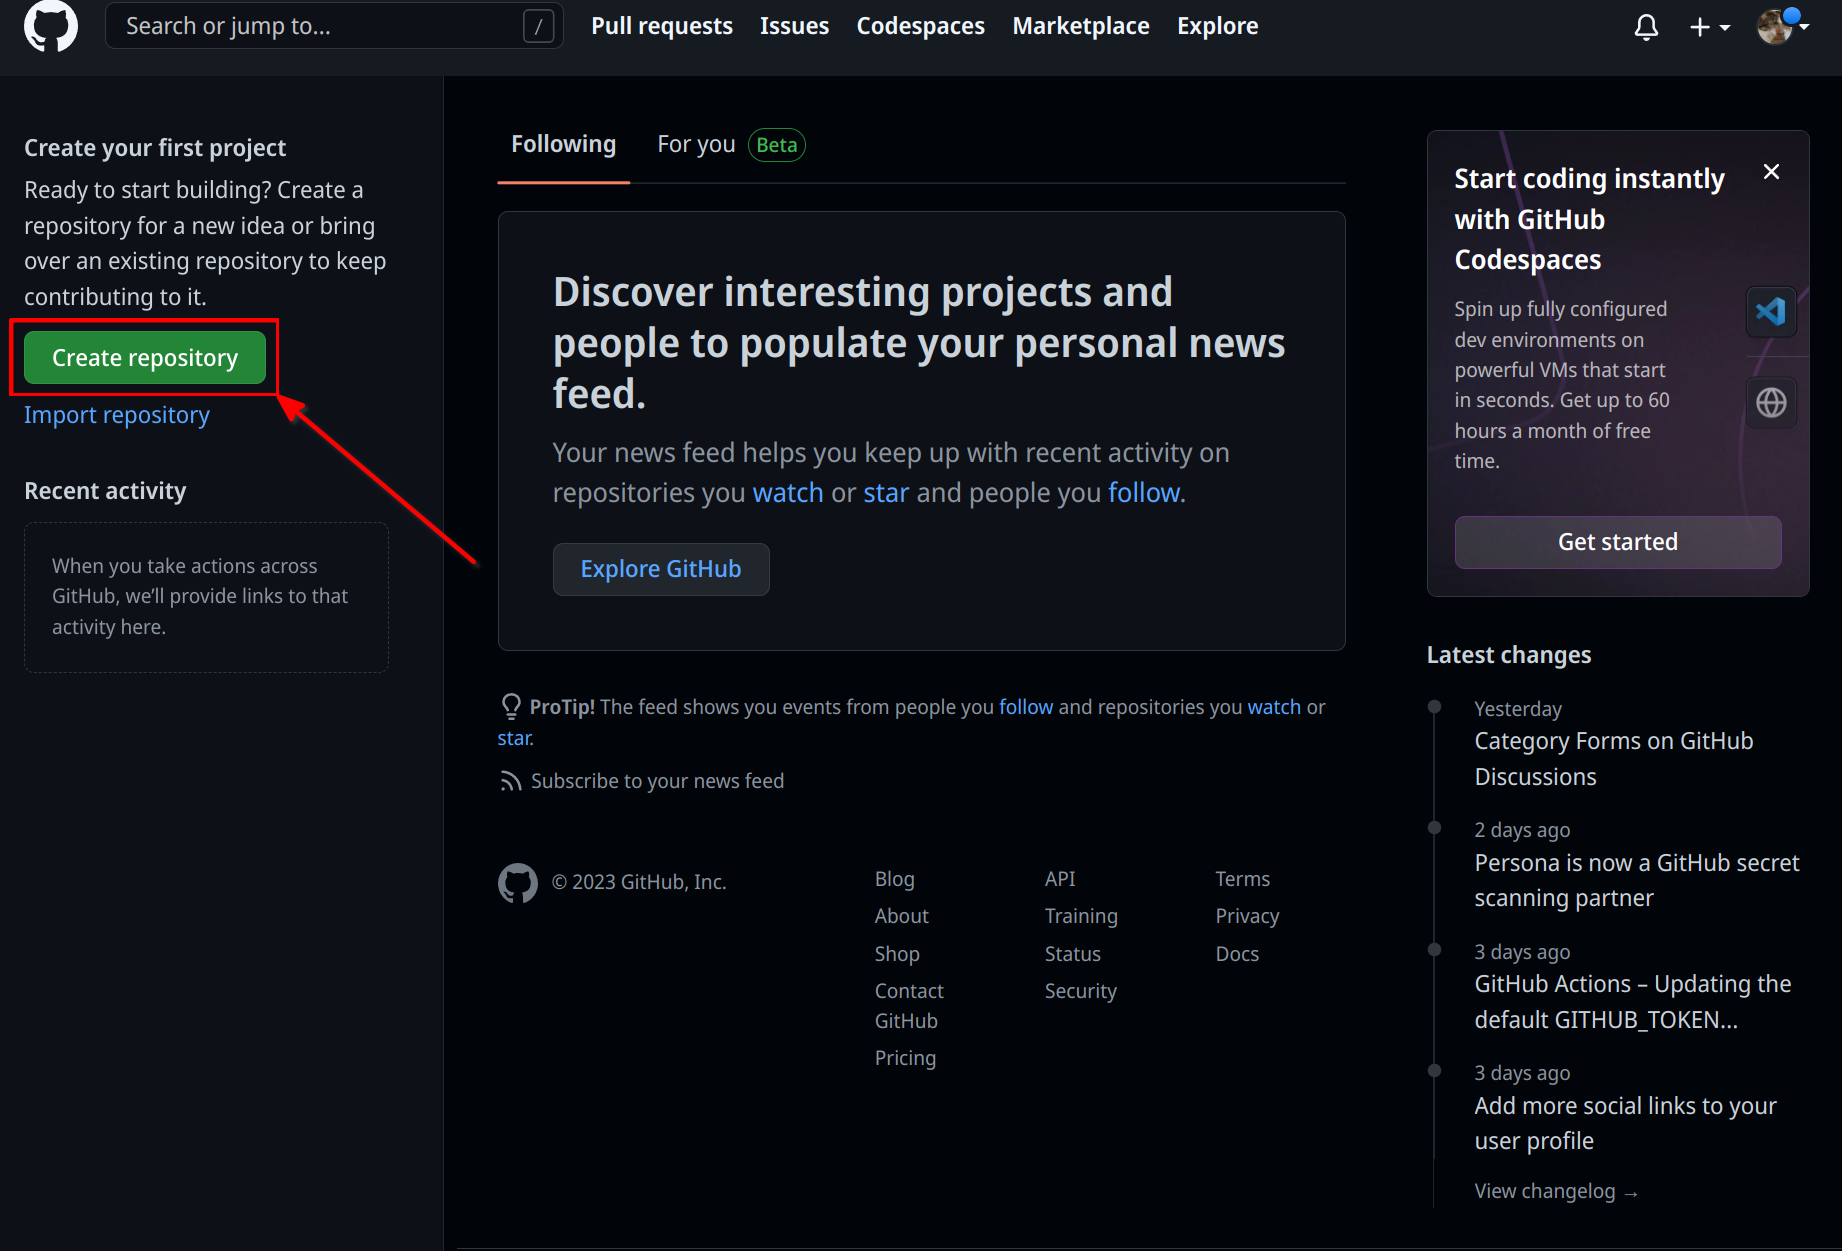 Search or jump to...
/
Pull requests
Issues
Codespaces
Marketplace
Explore
Create your first project
Ready to start building? Create a
repository for a new idea or bring
over an existing repository to keep
contributing to it.
Create repository
Import repository
Recent activity
When you take actions across
GitHub, we’ll provide links to that
activity here.
Following
For you
Beta
Discover interesting projects and
people to populate your personal news
feed.
Your news feed helps you keep up with recent activity on
repositories you watch or star and people you follow.
Explore GitHub
ProTip! The feed shows you events from people you follow and repositories you watch or
star.
Subscribe to your news feed
© 2023 GitHub, Inc.
Blog
About
Shop
Contact
GitHub
Pricing
API
Training
Status
Security
Terms
Privacy
Docs
Start coding instantly
with GitHub
Codespaces
Spin up fully configured
dev environments on
powerful VMs that start
in seconds. Get up to 60
hours a month of free
time.
Get started
Latest changes
Yesterday
Category Forms on GitHub
Discussions
2 days ago
Persona is now a GitHub secret
scanning partner
3 days ago
GitHub Actions – Updating the
default GITHUB_TOKEN...
3 days ago
Add more social links to your
user profile
View changelog →